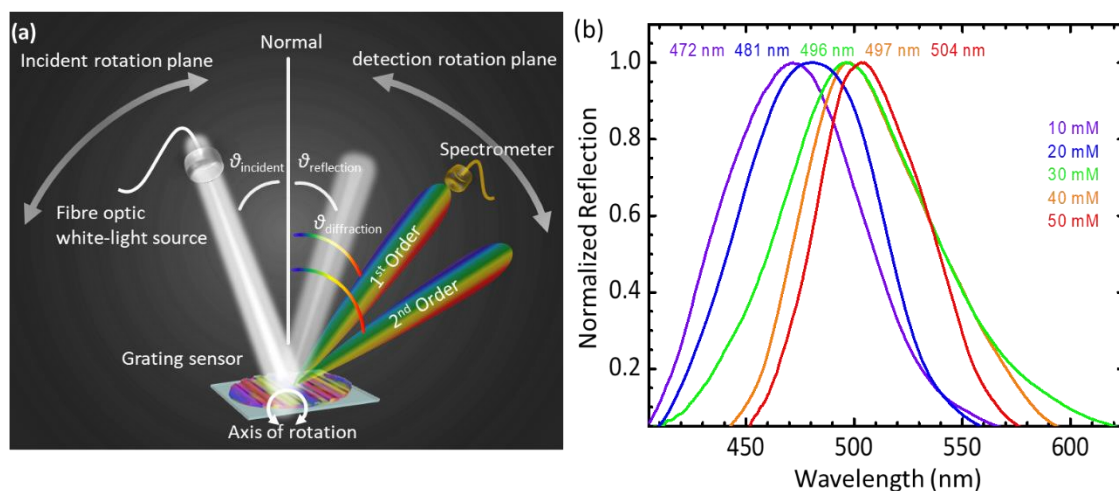 (a)
Normal
Incident rotation plane
detection rotation plane
Spectrometer
ϑincident
ϑreflection
Fibre optic
white-light source
ϑdiffraction
1st Order
2nd Order
Grating sensor
Axis of rotation
(b)
472 nm 481 nm 496 nm 497 nm 504 nm
1.0
0.8
0.6
0.4
0.2
Normalized Reflection
10 mM
20 mM
30 mM
40 mM
50 mM
450 500 550 600
Wavelength (nm)